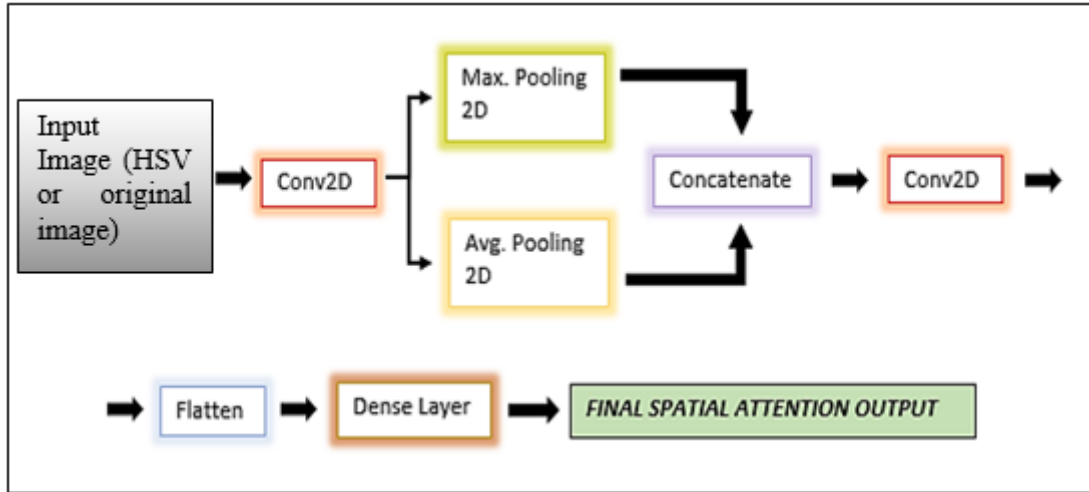 Input
Image (HSV
or original
image)
Conv2D
Max. Pooling
2D
Avg. Pooling
2D
Concatenate
Conv2D
Flatten
Dense Layer
FINAL SPATIAL ATTENTION OUTPUT